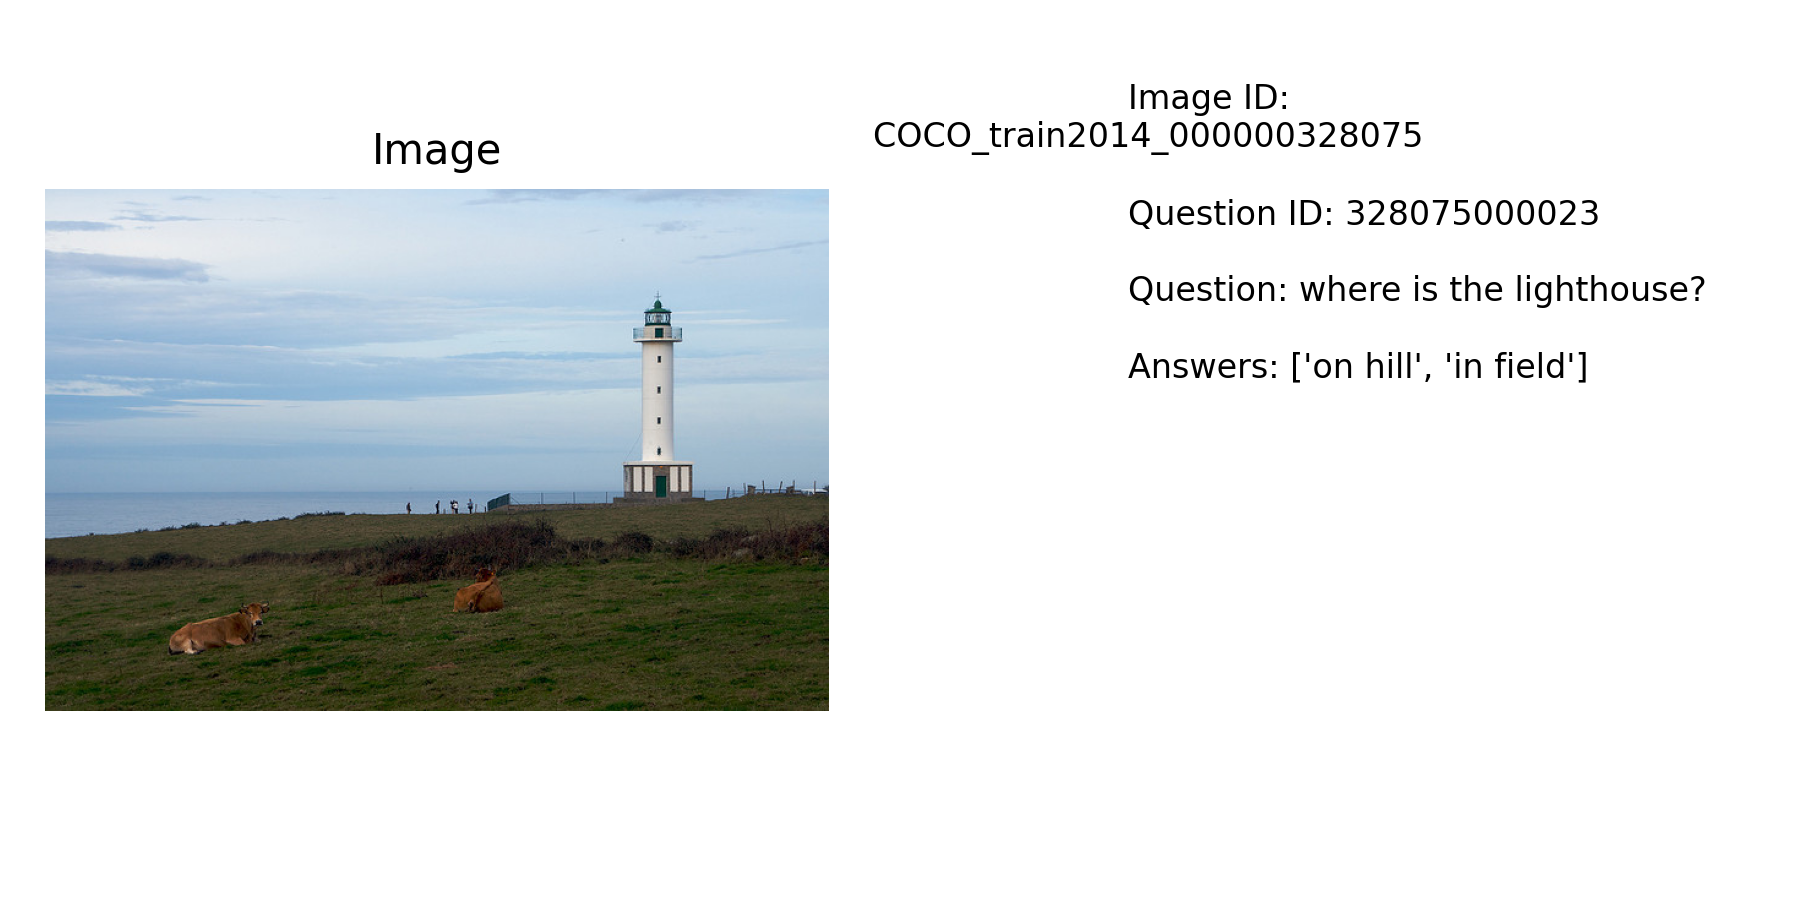 Image
Image ID:
COCO_train2014_000000328075
Question ID: 328075000023
Question: where is the lighthouse?
Answers: ['on hill', 'in field']